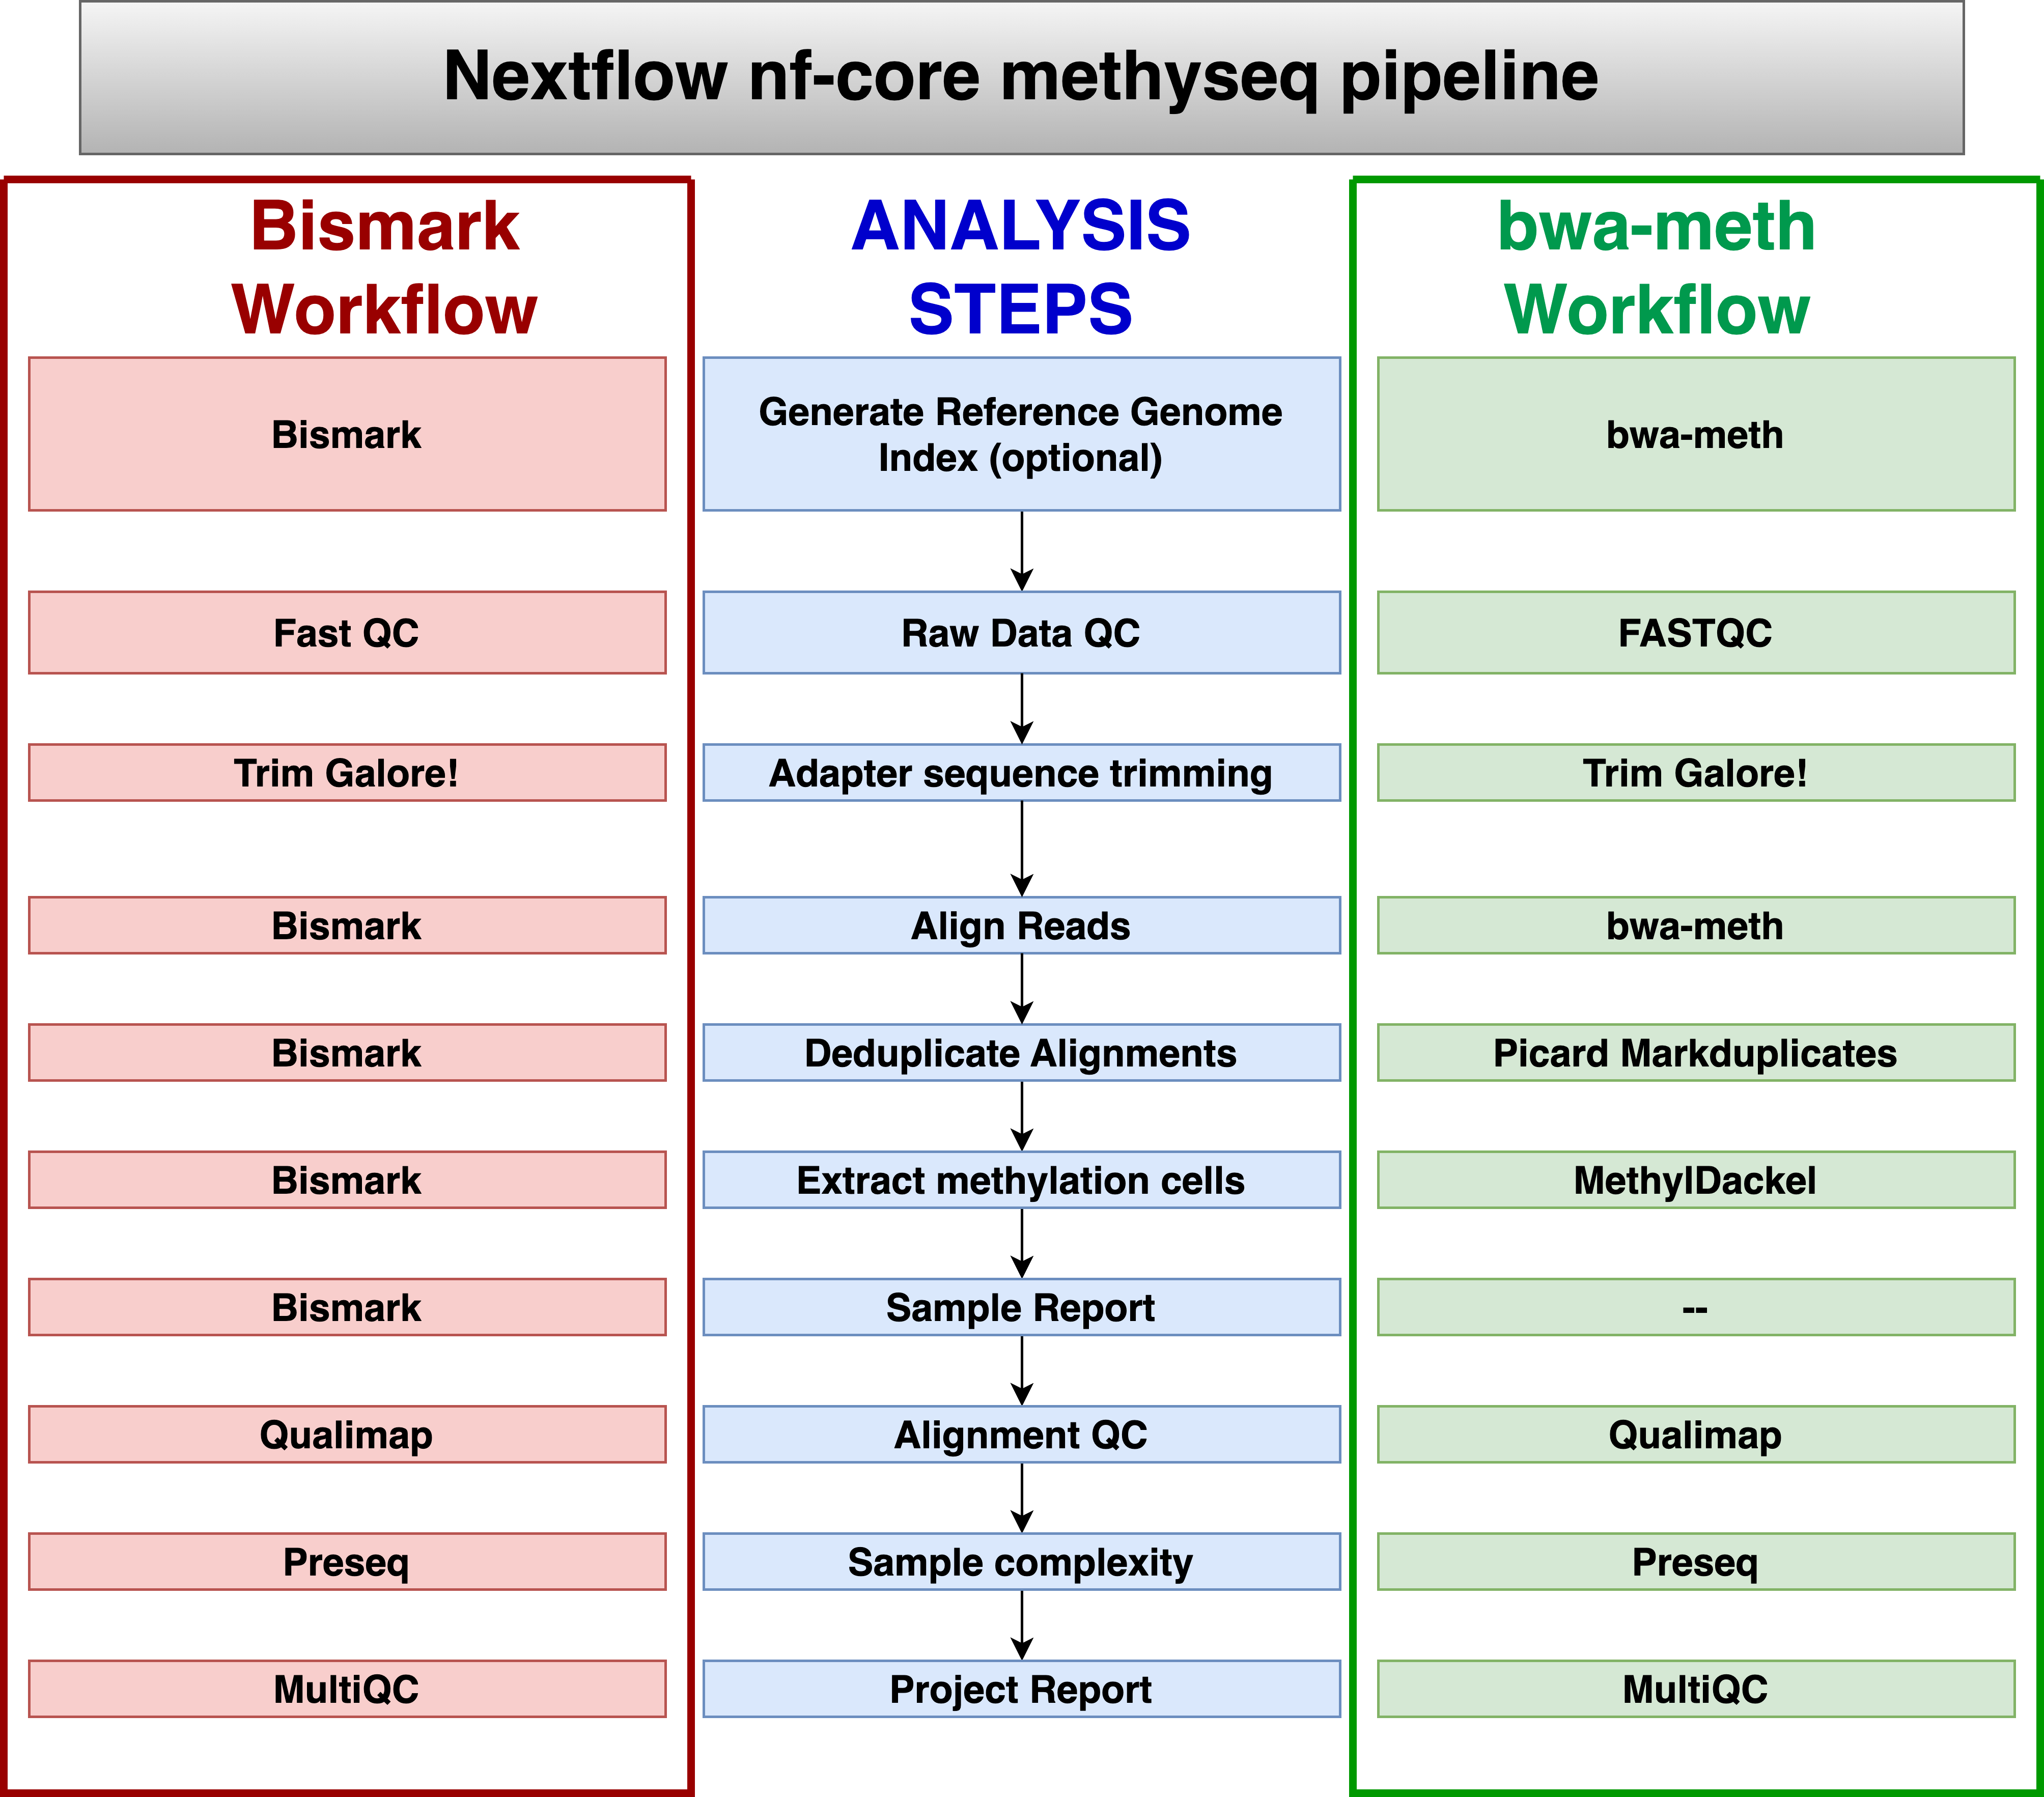 Nextflow nf-core methyseq pipeline
Bismark
Workflow
ANALYSIS
STEPS
bwa-meth
Workflow
Bismark
Generate Reference Genome
Index (optional)
bwa-meth
Fast QC
Raw Data QC
FASTQC
Trim Galore!
Adapter sequence trimming
Trim Galore!
Bismark
Align Reads
bwa-meth
Bismark
Deduplicate Alignments
Picard Markduplicates
Bismark
Extract methylation cells
MethylDackel
Bismark
Sample Report
--
Qualimap
Alignment QC
Qualimap
Preseq
Sample complexity
Preseq
MultiQC
Project Report
MultiQC